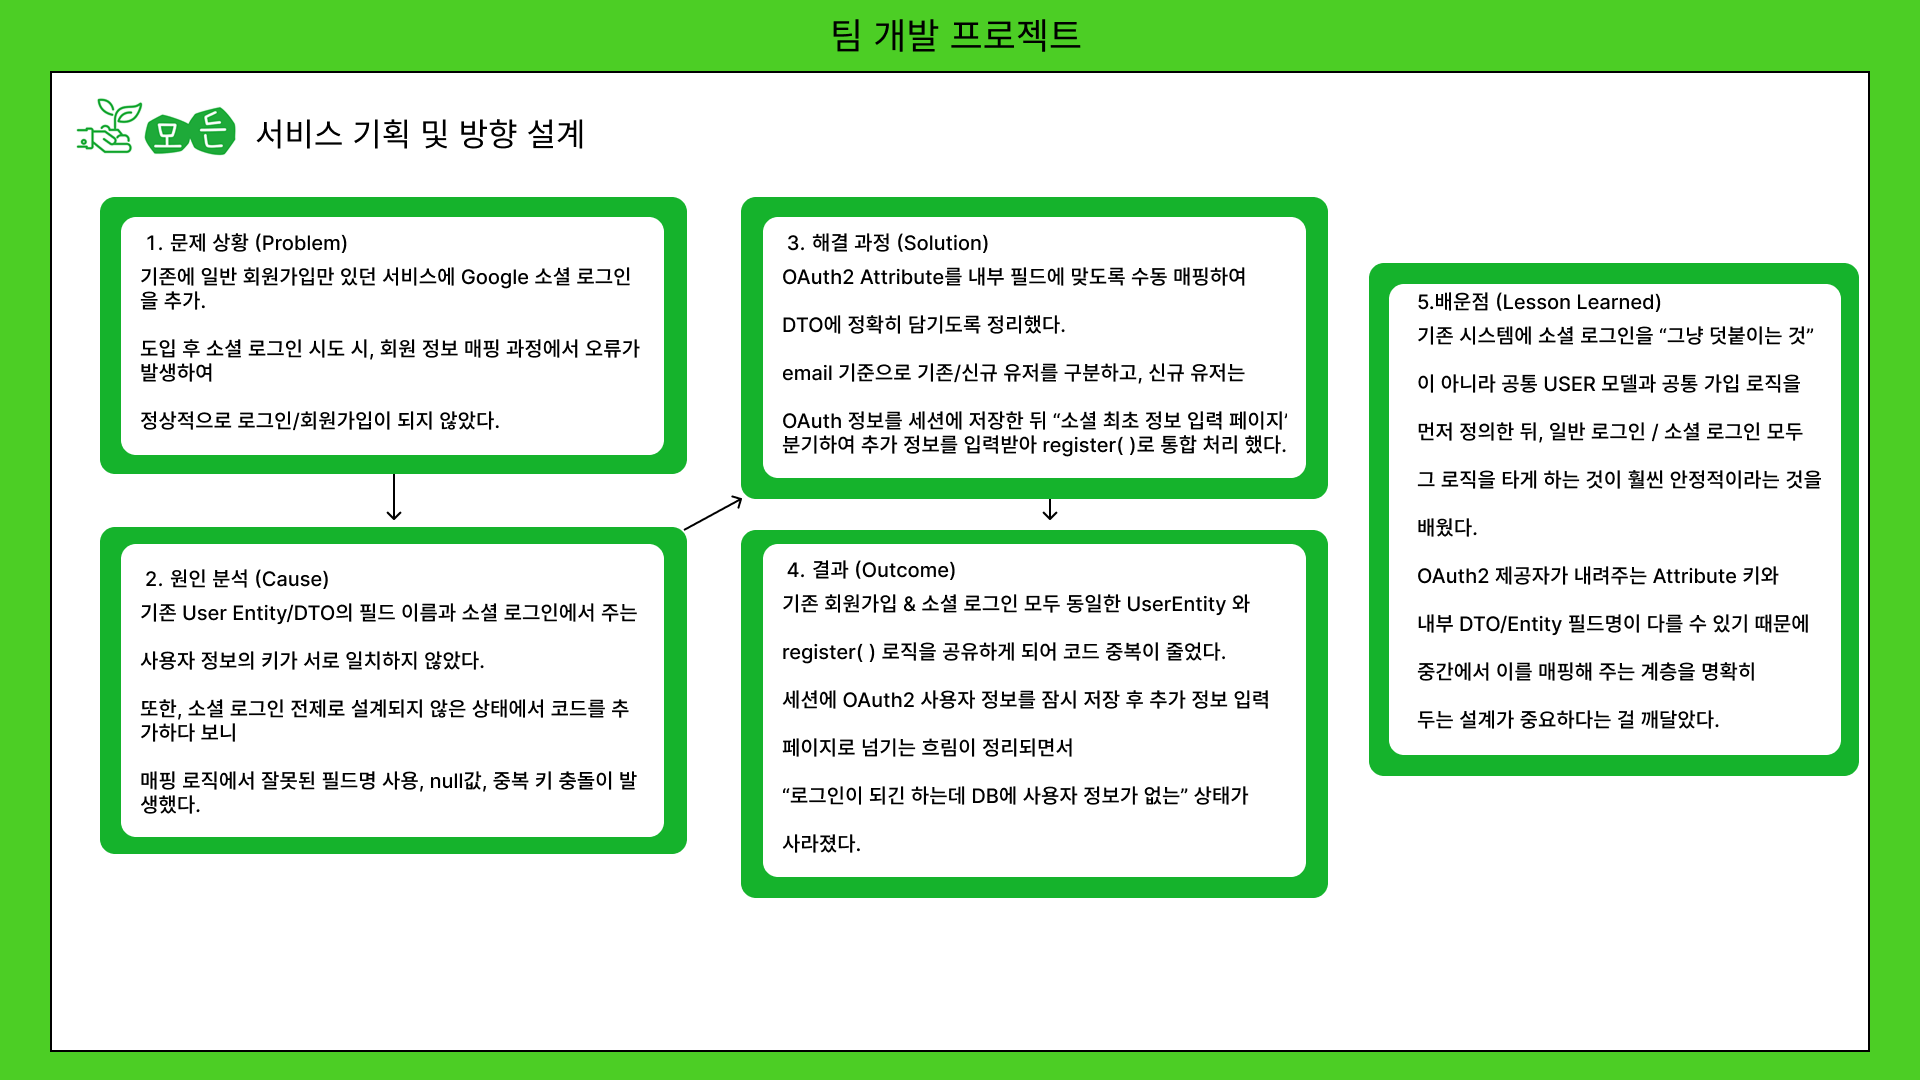 팀 개발 프로젝트
모든 서비스 기획 및 방향 설계
1. 문제 상황 (Problem)
기존에 일반 회원가입만 있던 서비스에 Google 소셜 로그인
을 추가.
도입 후 소셜 로그인 시도 시, 회원 정보 매핑 과정에서 오류가
발생하여
정상적으로 로그인/회원가입이 되지 않았다.
2. 원인 분석 (Cause)
기존 User Entity/DTO의 필드 이름과 소셜 로그인에서 주는
사용자 정보의 키가 서로 일치하지 않았다.
또한, 소셜 로그인 전제로 설계되지 않은 상태에서 코드를 추
가하다 보니
매핑 로직에서 잘못된 필드명 사용, null값, 중복 키 충돌이 발
생했다.
3. 해결 과정 (Solution)
OAuth2 Attribute를 내부 필드에 맞도록 수동 매핑하여
DTO에 정확히 담기도록 정리했다.
email 기준으로 기존/신규 유저를 구분하고, 신규 유저는
OAuth 정보를 세션에 저장한 뒤 “소셜 최초 정보 입력 페이지’
분기하여 추가 정보를 입력받아 register( )로 통합 처리 했다.
4. 결과 (Outcome)
기존 회원가입 & 소셜 로그인 모두 동일한 UserEntity 와
register( ) 로직을 공유하게 되어 코드 중복이 줄었다.
세션에 OAuth2 사용자 정보를 잠시 저장 후 추가 정보 입력
페이지로 넘기는 흐름이 정리되면서
“로그인이 되긴 하는데 DB에 사용자 정보가 없는” 상태가
사라졌다.
5.배운점 (Lesson Learned)
기존 시스템에 소셜 로그인을 “그냥 덧붙이는 것”
이 아니라 공통 USER 모델과 공통 가입 로직을
먼저 정의한 뒤, 일반 로그인 / 소셜 로그인 모두
그 로직을 타게 하는 것이 훨씬 안정적이라는 것을
배웠다.
OAuth2 제공자가 내려주는 Attribute 키와
내부 DTO/Entity 필드명이 다를 수 있기 때문에
중간에서 이를 매핑해 주는 계층을 명확히
두는 설계가 중요하다는 걸 깨달았다.